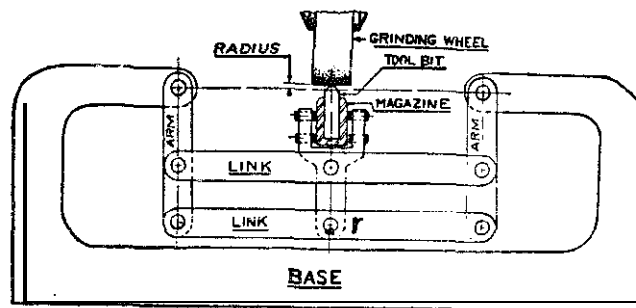 GRINDING WHEEL
RADIUS
TOOL BIT
MAGAZINE
ARM
ARM
LINK
LINK
BASE